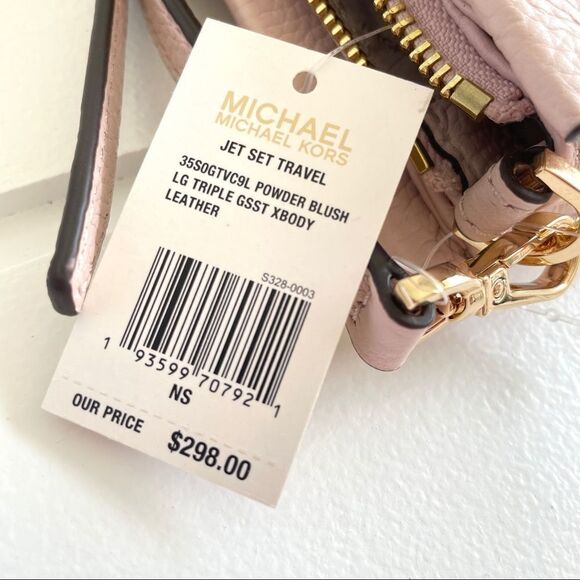 MICHAEL
MICHAEL KORS
JET SET TRAVEL
35S0GTVC9L POWDER BLUSH
LG TRIPLE GSST XBODY
LEATHER
S328-0003
1 93599 70792 1
NS
OUR PRICE
$298.00